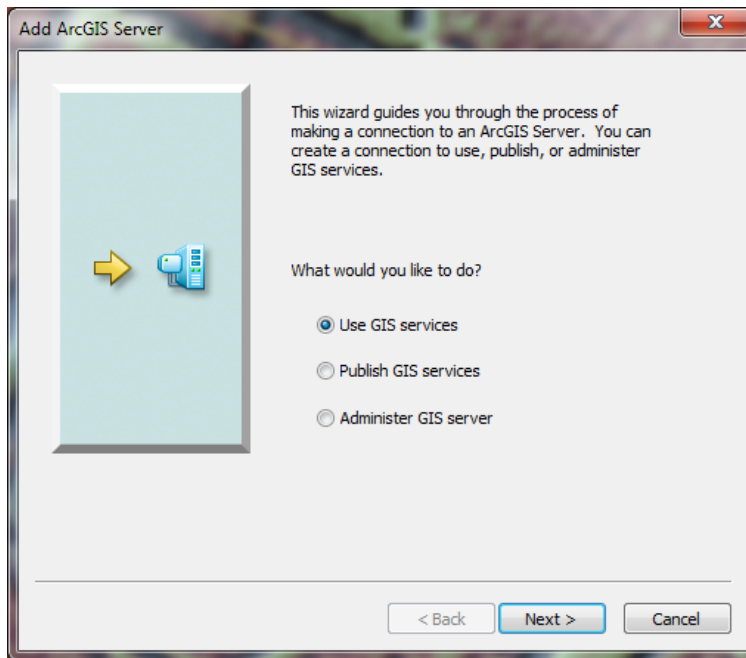 Add ArcGIS Server
This wizard guides you through the process of
making a connection to an ArcGIS Server. You can
create a connection to use, publish, or administer
GIS services.
What would you like to do?
Use GIS services
Publish GIS services
Administer GIS server
< Back
Next >
Cancel